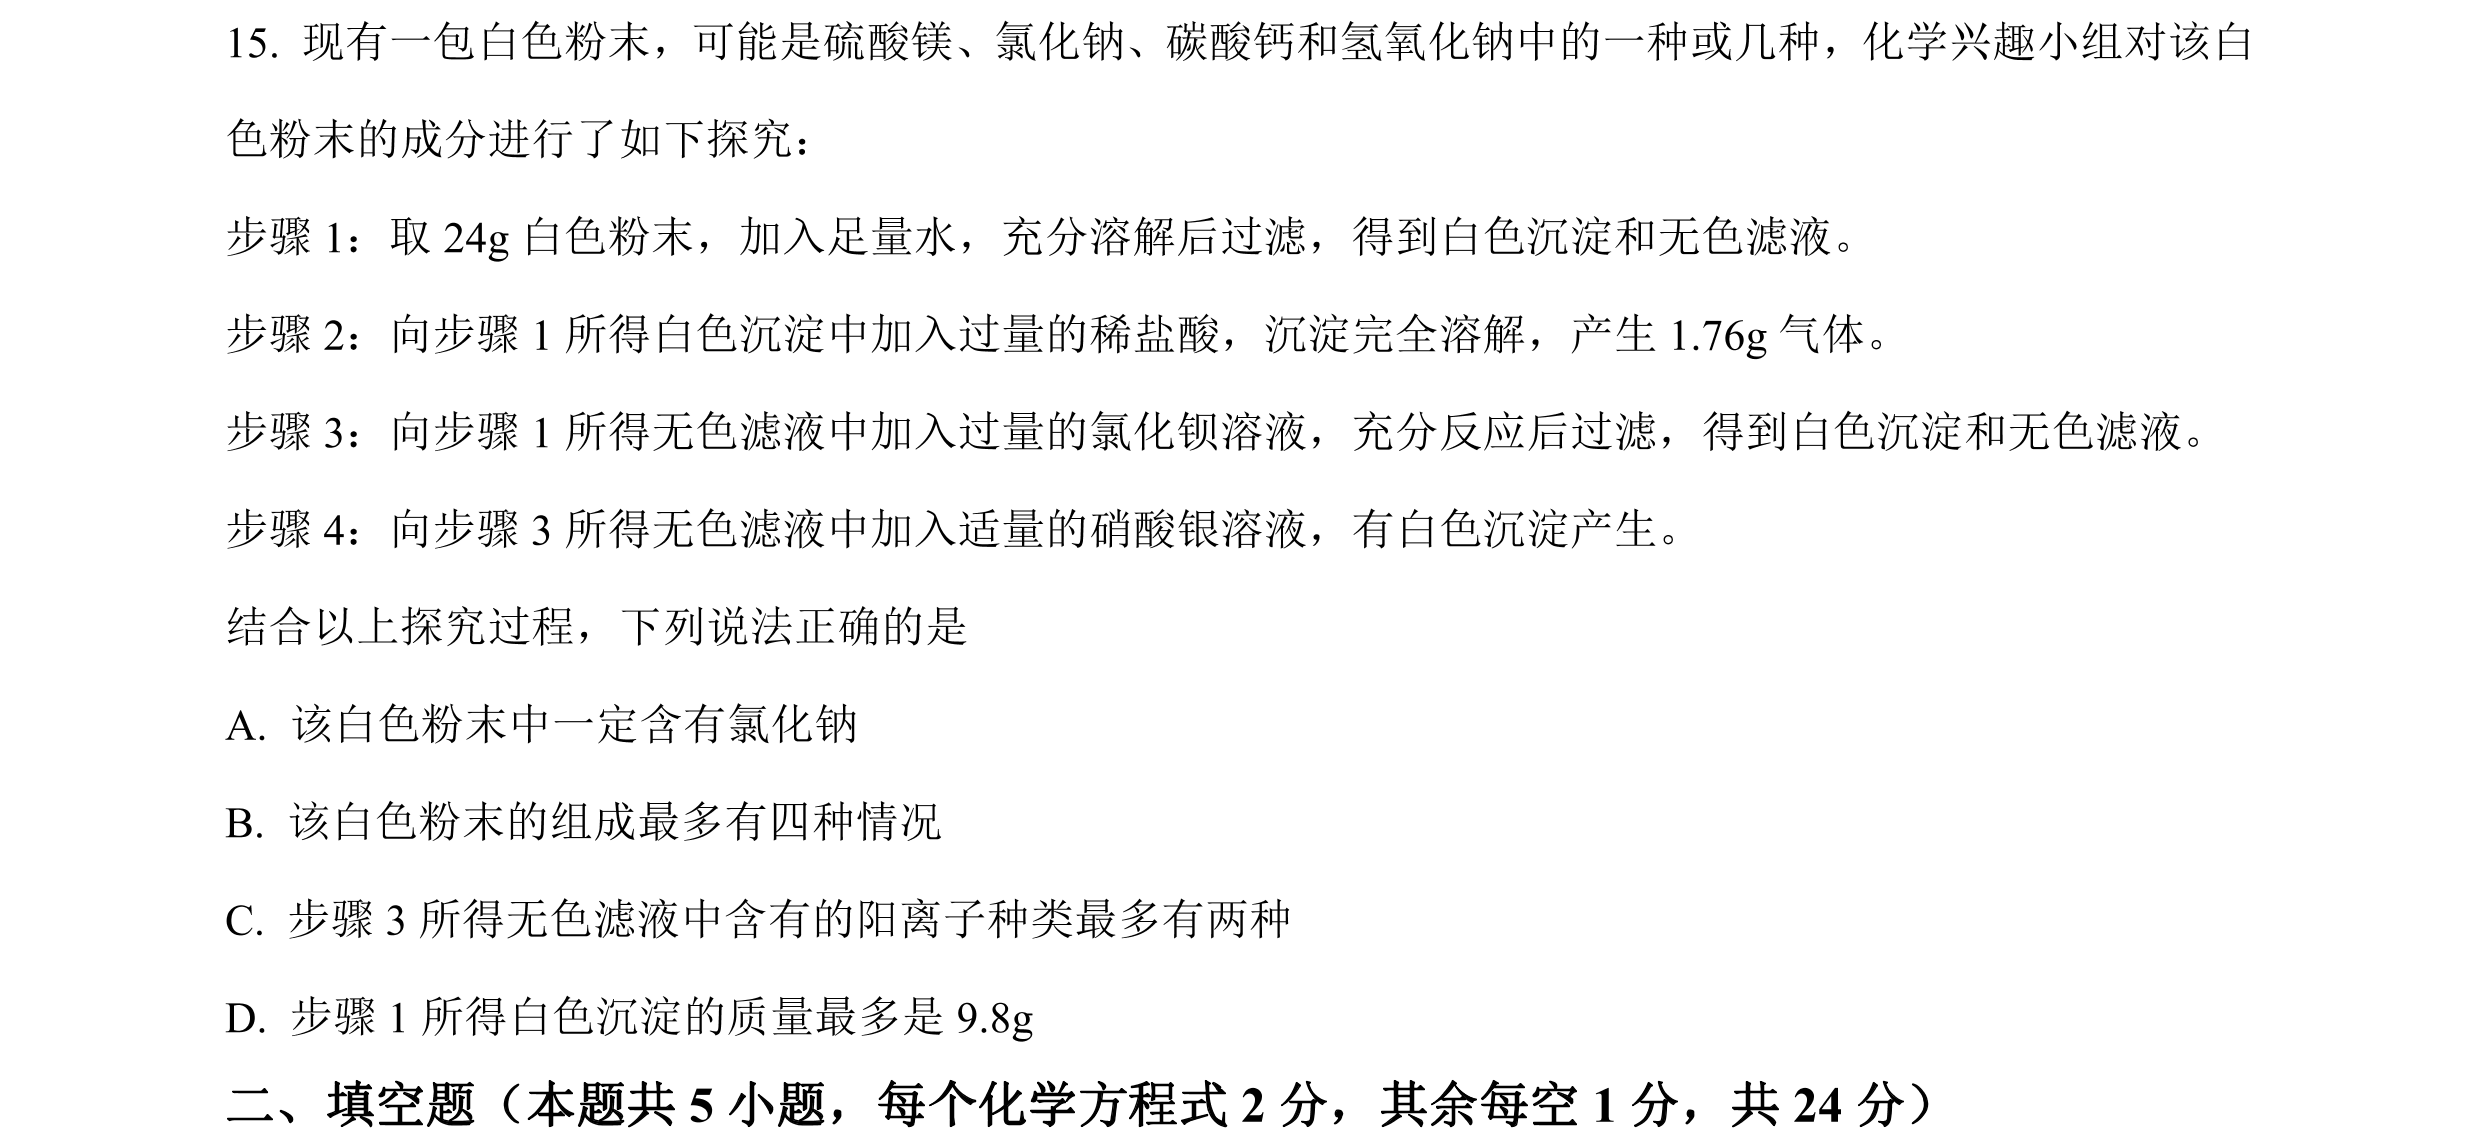 15. 现有一包白色粉末，可能是硫酸镁、氯化钠、碳酸钙和氢氧化钠中的一种或几种，化学兴趣小组对该白
色粉末的成分进行了如下探究：
步骤 1：取 24g 白色粉末，加入足量水，充分溶解后过滤，得到白色沉淀和无色滤液。
步骤 2：向步骤 1 所得白色沉淀中加入过量的稀盐酸，沉淀完全溶解，产生 1.76g 气体。
步骤 3：向步骤 1 所得无色滤液中加入过量的氯化钡溶液，充分反应后过滤，得到白色沉淀和无色滤液。
步骤 4：向步骤 3 所得无色滤液中加入适量的硝酸银溶液，有白色沉淀产生。
结合以上探究过程，下列说法正确的是
A. 该白色粉末中一定含有氯化钠
B. 该白色粉末的组成最多有四种情况
C. 步骤 3 所得无色滤液中含有的阳离子种类最多有两种
D. 步骤 1 所得白色沉淀的质量最多是 9.8g
二、填空题（本题共 5 小题，每个化学方程式 2 分，其余每空 1 分，共 24 分）